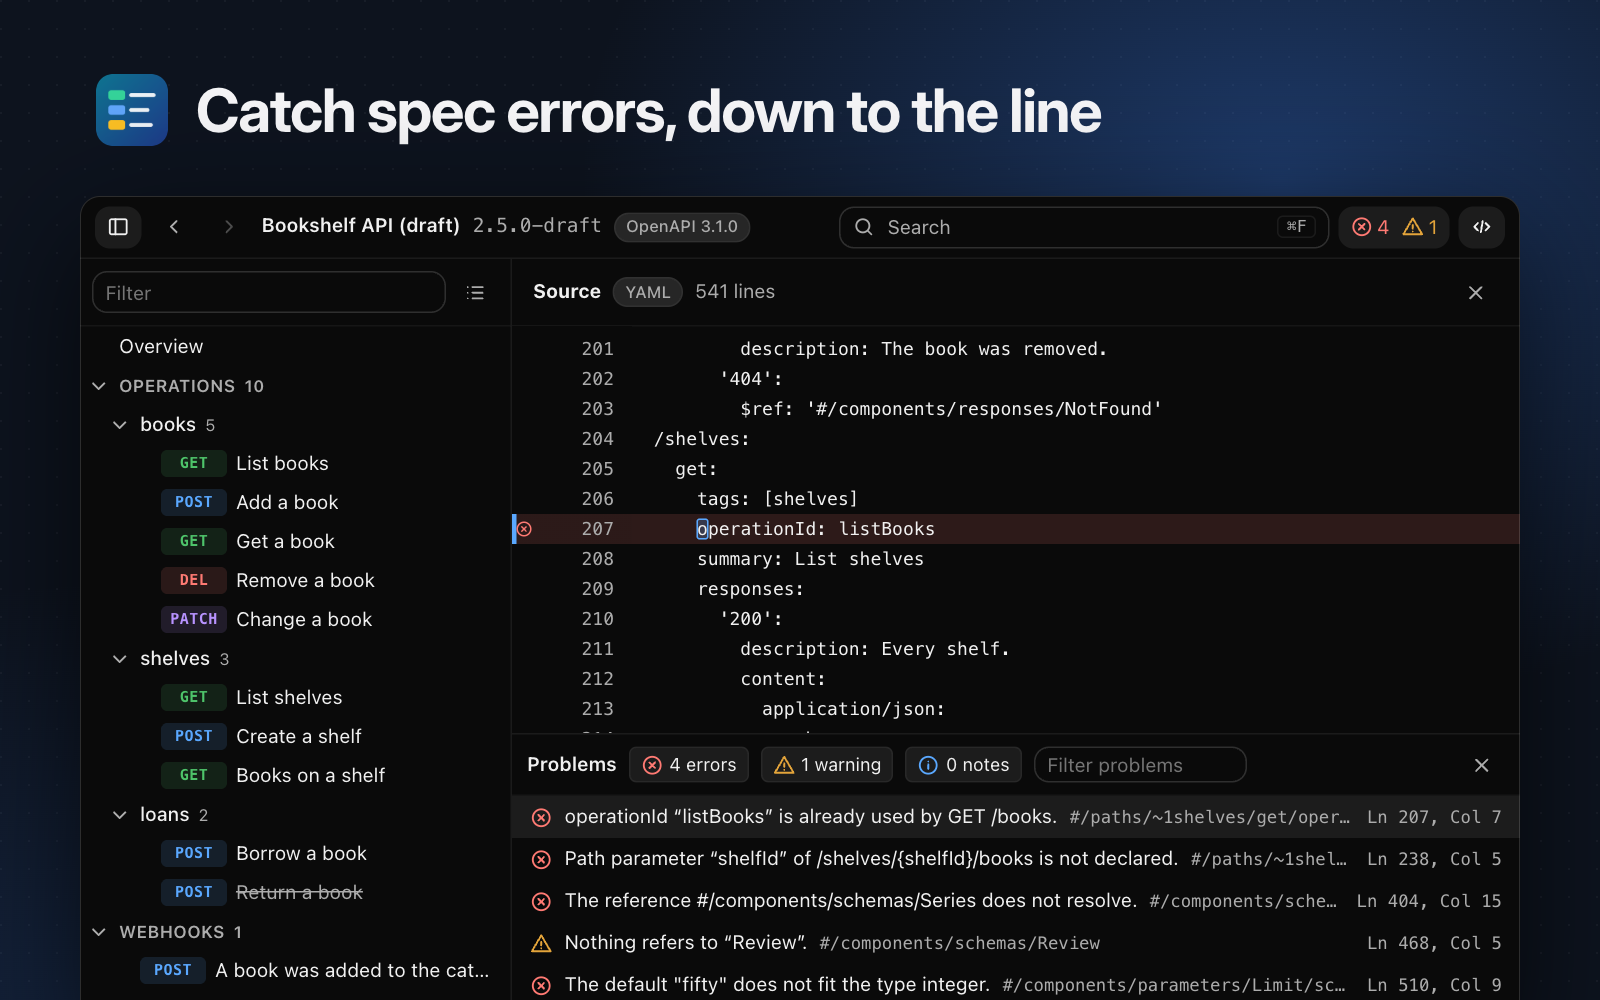 Catch spec errors, down to the line
Bookshelf API (draft) 2.5.0-draft OpenAPI 3.1.0
Search ⌘F
4 1
Filter
Overview
OPERATIONS 10
books 5
GET List books
POST Add a book
GET Get a book
DEL Remove a book
PATCH Change a book
shelves 3
GET List shelves
POST Create a shelf
GET Books on a shelf
loans 2
POST Borrow a book
POST Return a book
WEBHOOKS 1
POST A book was added to the cat...
Source YAML 541 lines
201 description: The book was removed.
202 '404':
203 $ref: '#/components/responses/NotFound'
204 /shelves:
205 get:
206 tags: [shelves]
207 operationId: listBooks
208 summary: List shelves
209 responses:
210 '200':
211 description: Every shelf.
212 content:
213 application/json:
Problems 4 errors 1 warning 0 notes Filter problems
operationId “listBooks” is already used by GET /books. #/paths/~1shelves/get/oper… Ln 207, Col 7
Path parameter “shelfId” of /shelves/{shelfId}/books is not declared. #/paths/~1shel… Ln 238, Col 5
The reference #/components/schemas/Series does not resolve. #/components/sche… Ln 404, Col 15
Nothing refers to “Review”. #/components/schemas/Review Ln 468, Col 5
The default "fifty" does not fit the type integer. #/components/parameters/Limit/sc… Ln 510, Col 9